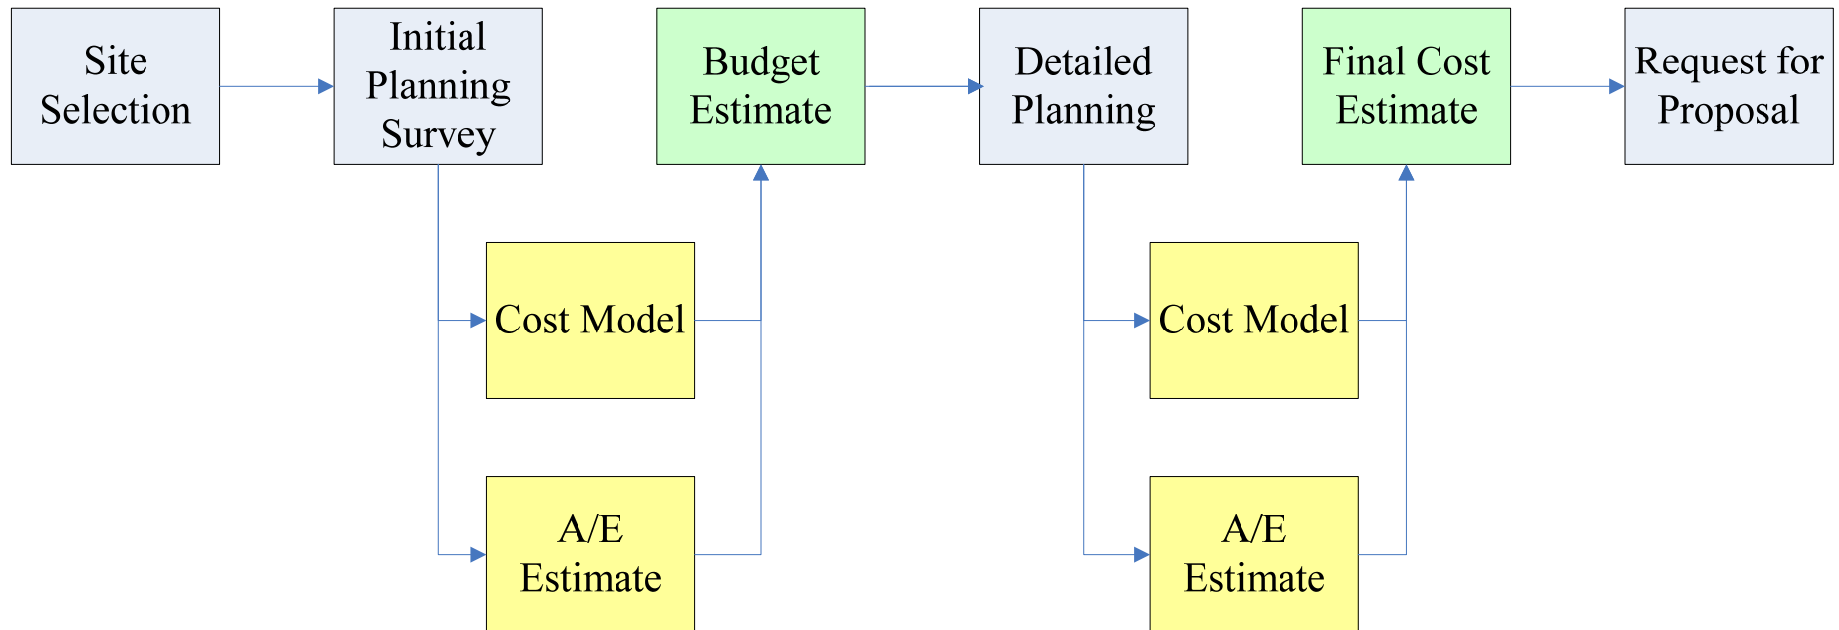 Site
Selection
Initial
Planning
Survey
Budget
Estimate
Detailed
Planning
Final Cost
Estimate
Request for
Proposal
Cost Model
Cost Model
A/E
Estimate
A/E
Estimate